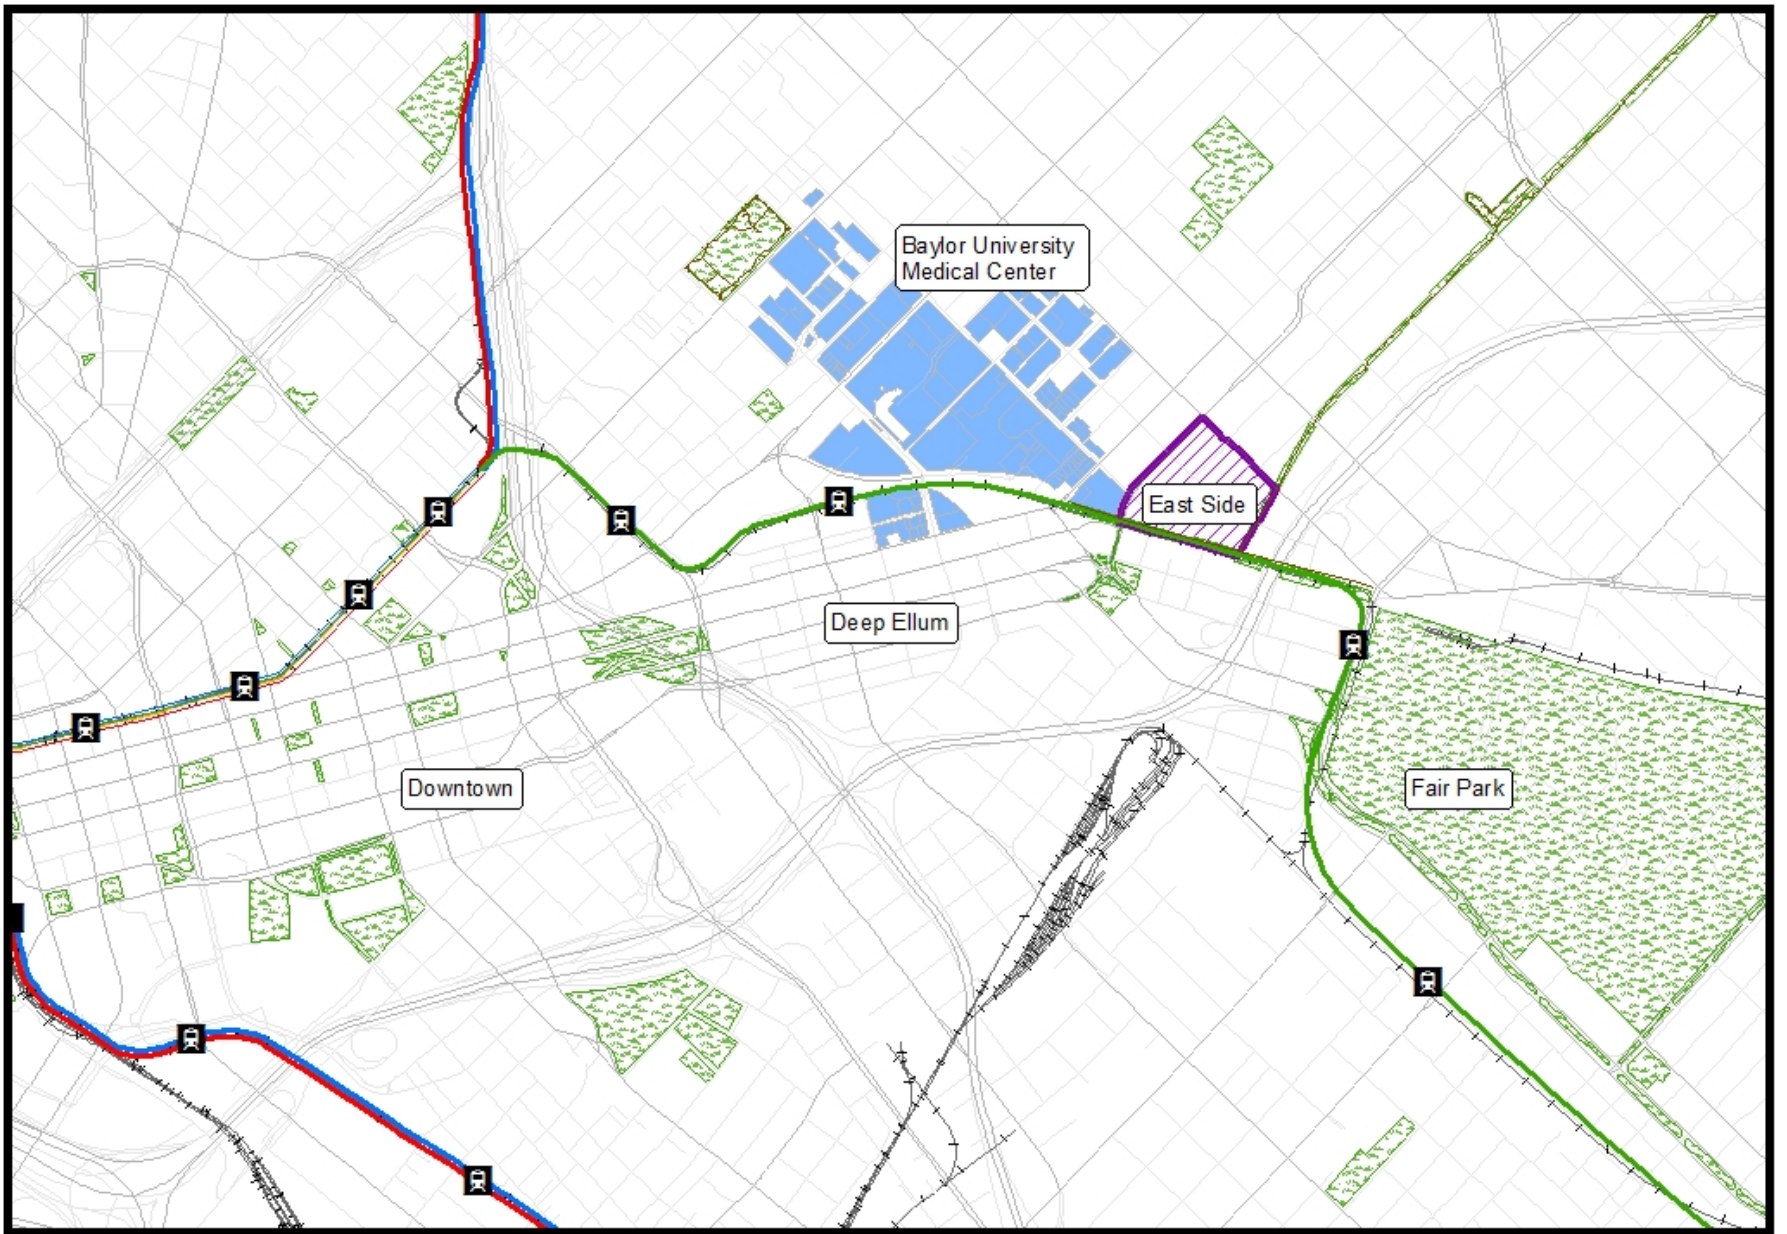 Baylor University
Medical Center
East Side
Deep Ellum
Downtown
Fair Park